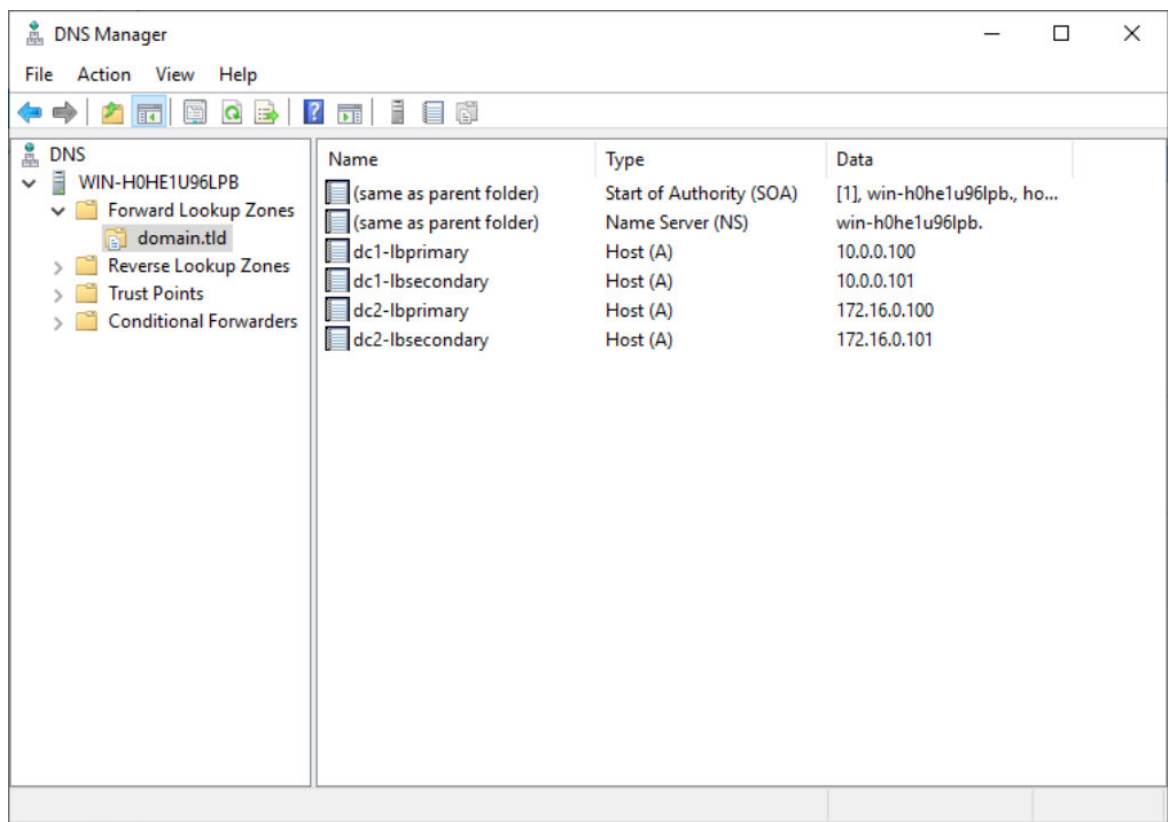 DNS Manager
File Action View Help
DNS
WIN-H0HE1U96LPB
Forward Lookup Zones
domain.tld
Reverse Lookup Zones
Trust Points
Conditional Forwarders
Name Type Data
(same as parent folder) Start of Authority (SOA) [1], win-h0he1u96lpb., ho...
(same as parent folder) Name Server (NS) win-h0he1u96lpb.
dc1-lbprimary Host (A) 10.0.0.100
dc1-lbsecondary Host (A) 10.0.0.101
dc2-lbprimary Host (A) 172.16.0.100
dc2-lbsecondary Host (A) 172.16.0.101